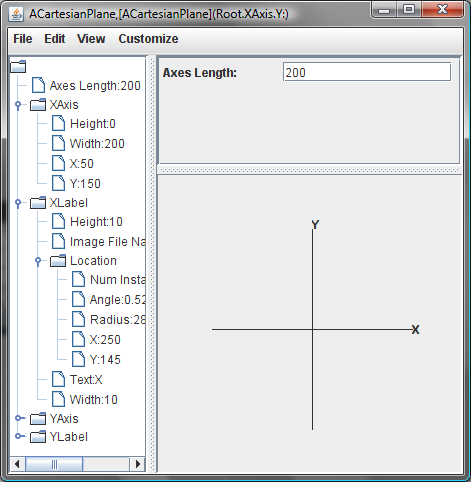 ACartesianPlane,[ACartesianPlane](Root.XAxis.Y:)
File Edit View Customize
Axes Length:200
XAxis
Height:0
Width:200
X:50
Y:150
XLabel
Height:10
Image File Na
Location
Num Insta
Angle:0.52
Radius:28
X:250
Y:145
Text:X
Width:10
YAxis
YLabel
Axes Length: 200
Y
X